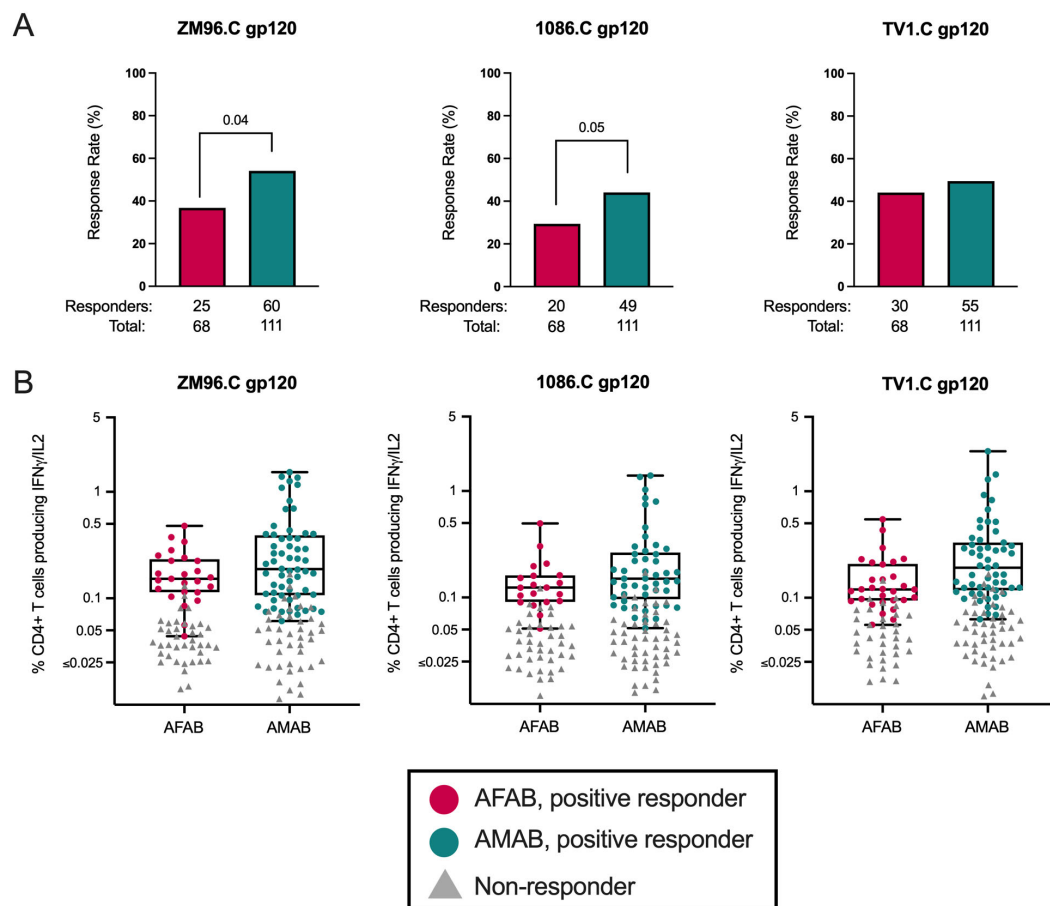 A
ZM96.C gp120
1086.C gp120
TV1.C gp120
Response Rate (%)
100
80
60
40
20
0
0.04
Responders: 25 60
Total: 68 111
Response Rate (%)
100
80
60
40
20
0
0.05
Responders: 20 49
Total: 68 111
Response Rate (%)
100
80
60
40
20
0
Responders: 30 55
Total: 68 111
B
ZM96.C gp120
1086.C gp120
TV1.C gp120
% CD4+ T cells producing IFNγ/IL2
5
1
0.5
0.1
0.05
≤0.025
AFAB AMAB
% CD4+ T cells producing IFNγ/IL2
5
1
0.5
0.1
0.05
≤0.025
AFAB AMAB
% CD4+ T cells producing IFNγ/IL2
5
1
0.5
0.1
0.05
≤0.025
AFAB AMAB
AFAB, positive responder
AMAB, positive responder
Non-responder